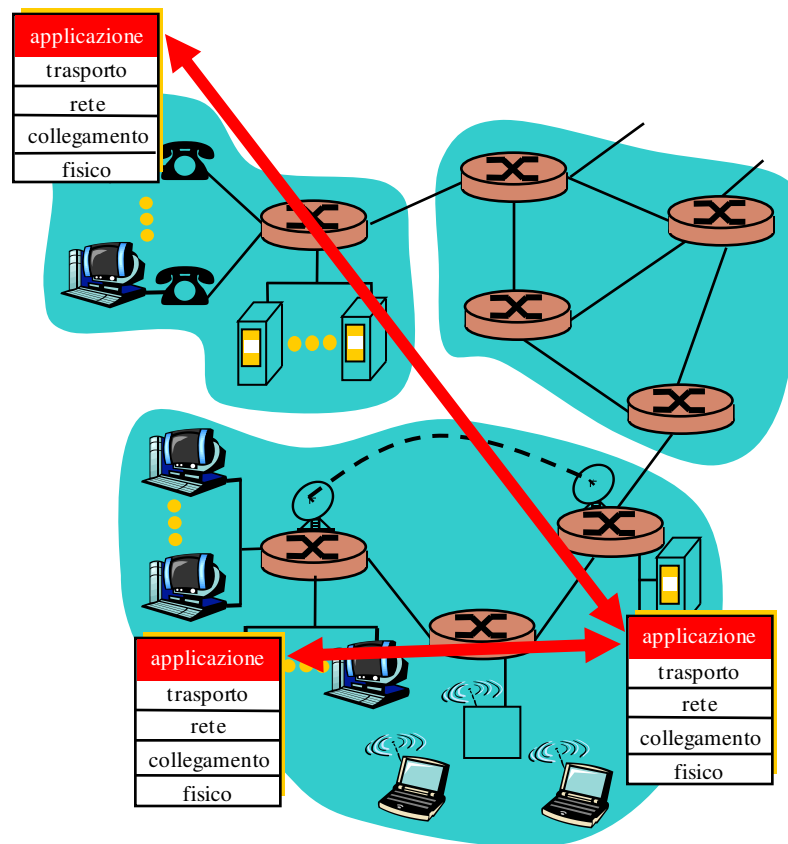 applicazione
trasporto
rete
collegamento
fisico
applicazione
trasporto
rete
collegamento
fisico
applicazione
trasporto
rete
collegamento
fisico